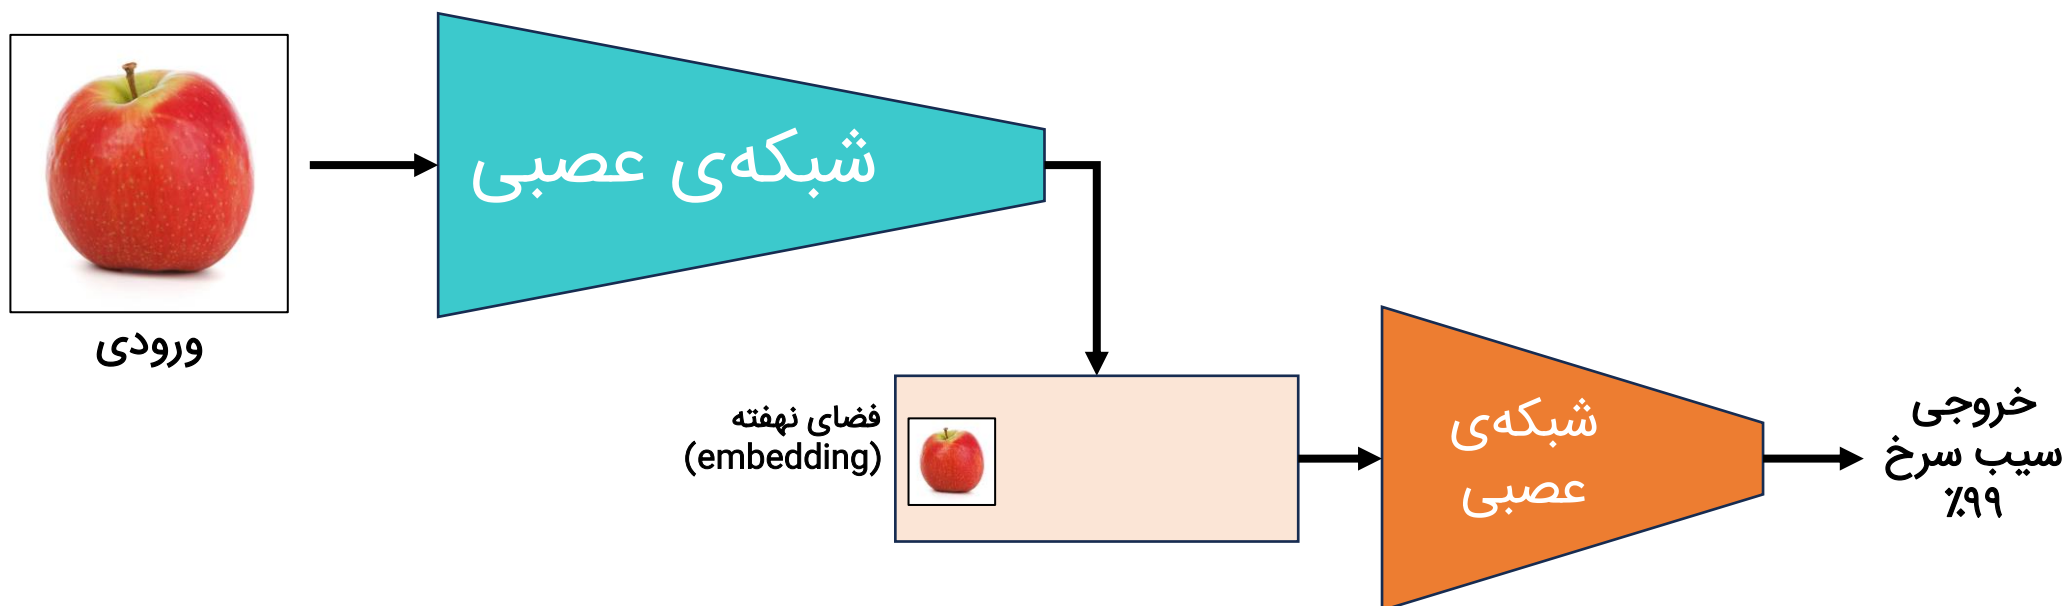 شبکه‌ی عصبی
ورودی
فضای نهفته
(embedding)
شبکه‌ی
عصبی
خروجی
سیب سرخ
۹۹٪